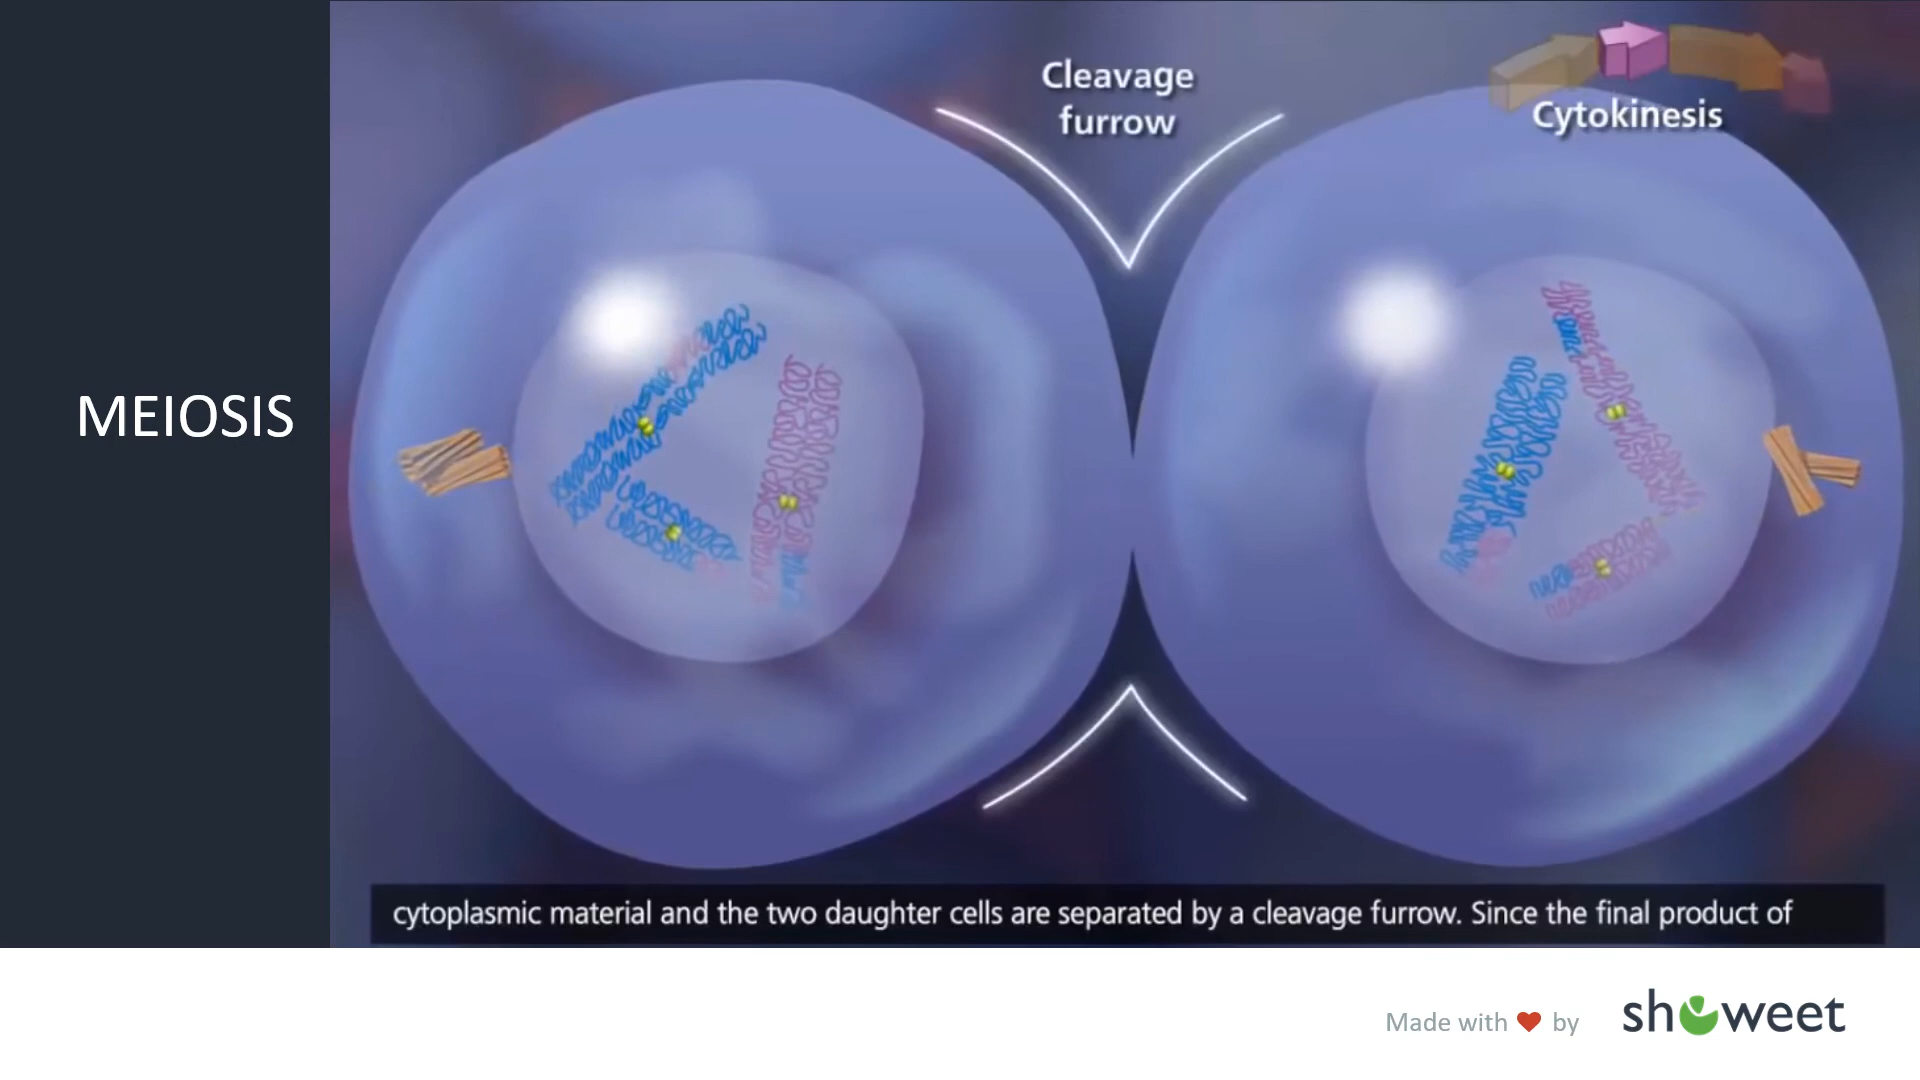 MEIOSIS
Cleavage
furrow
Cytokinesis
cytoplasmic material and the two daughter cells are separated by a cleavage furrow. Since the final product of
Made with ❤ by showeet